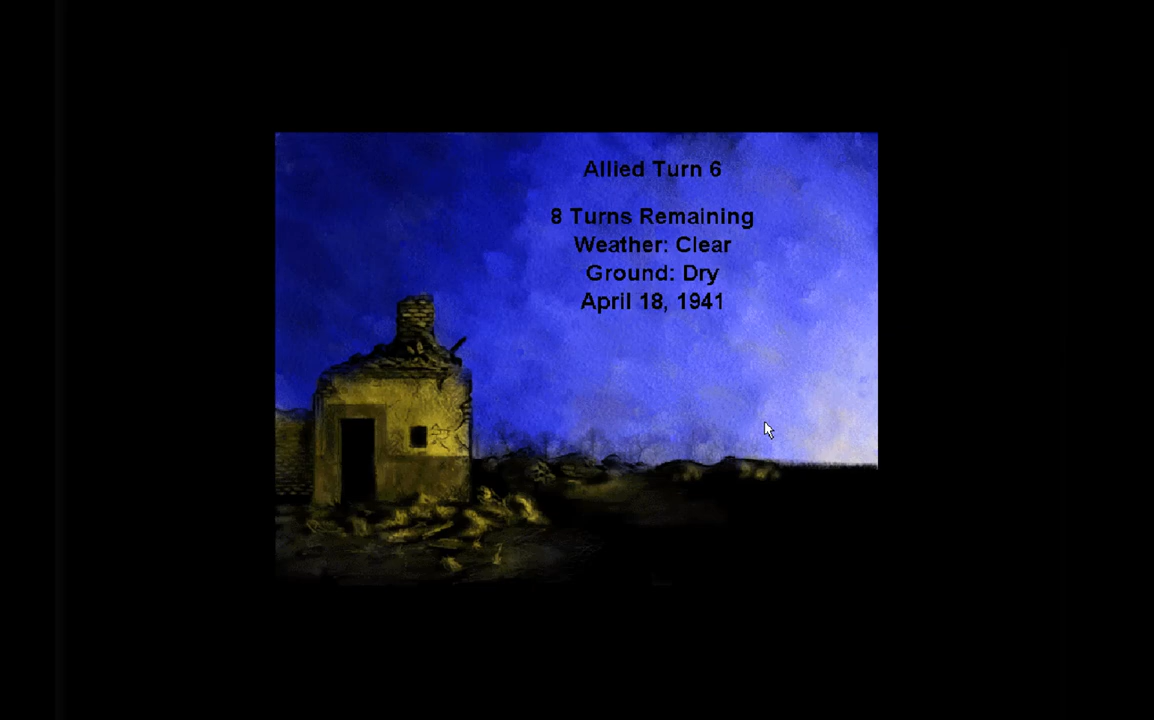 Allied Turn 6
8 Turns Remaining
Weather: Clear
Ground: Dry
April 18, 1941